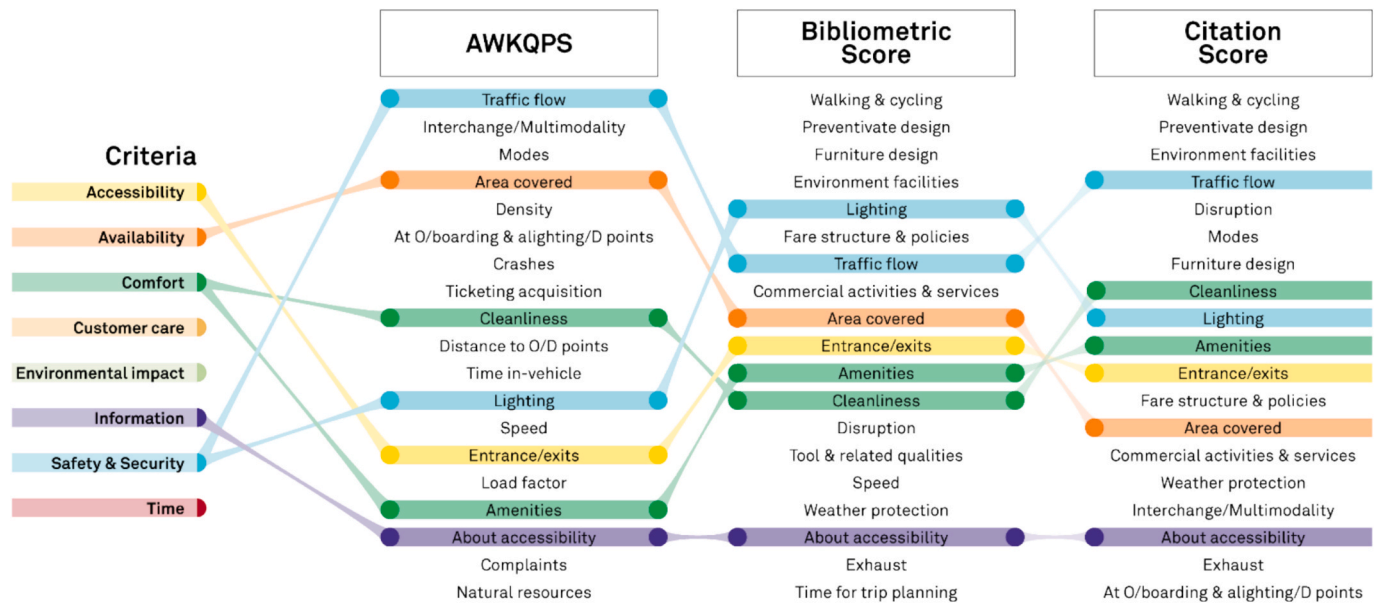 Criteria
Accessibility
Availability
Comfort
Customer care
Environmental impact
Information
Safety & Security
Time
AWKQPS
Traffic flow
Interchange/Multimodality
Modes
Area covered
Density
At O/boarding & alighting/D points
Crashes
Ticketing acquisition
Cleanliness
Distance to O/D points
Time in-vehicle
Lighting
Speed
Entrance/exits
Load factor
Amenities
About accessibility
Complaints
Natural resources
Bibliometric
Score
Walking & cycling
Preventivate design
Furniture design
Environment facilities
Lighting
Fare structure & policies
Traffic flow
Commercial activities & services
Area covered
Entrance/exits
Amenities
Cleanliness
Disruption
Tool & related qualities
Speed
Weather protection
About accessibility
Exhaust
Time for trip planning
Citation
Score
Walking & cycling
Preventivate design
Environment facilities
Traffic flow
Disruption
Modes
Furniture design
Cleanliness
Lighting
Amenities
Entrance/exits
Fare structure & policies
Area covered
Commercial activities & services
Weather protection
Interchange/Multimodality
About accessibility
Exhaust
At O/boarding & alighting/D points